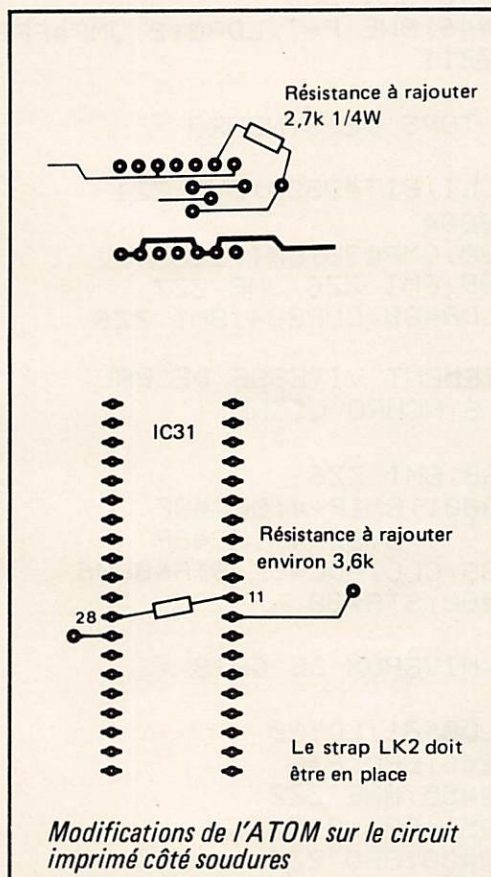 Résistance à rajouter
2,7k 1/4W
IC31
Résistance à rajouter
environ 3,6k
28
11
Le strap LK2 doit
être en place
Modifications de l'ATOM sur le circuit
imprimé côté soudures